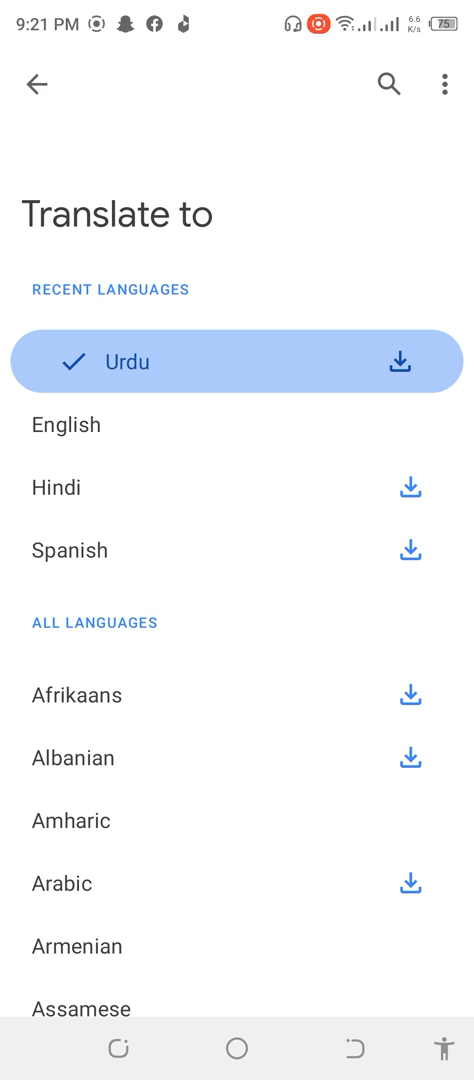 9:21 PM 6.6 K/s 75
Translate to
RECENT LANGUAGES
Urdu
English
Hindi
Spanish
ALL LANGUAGES
Afrikaans
Albanian
Amharic
Arabic
Armenian
Assamese